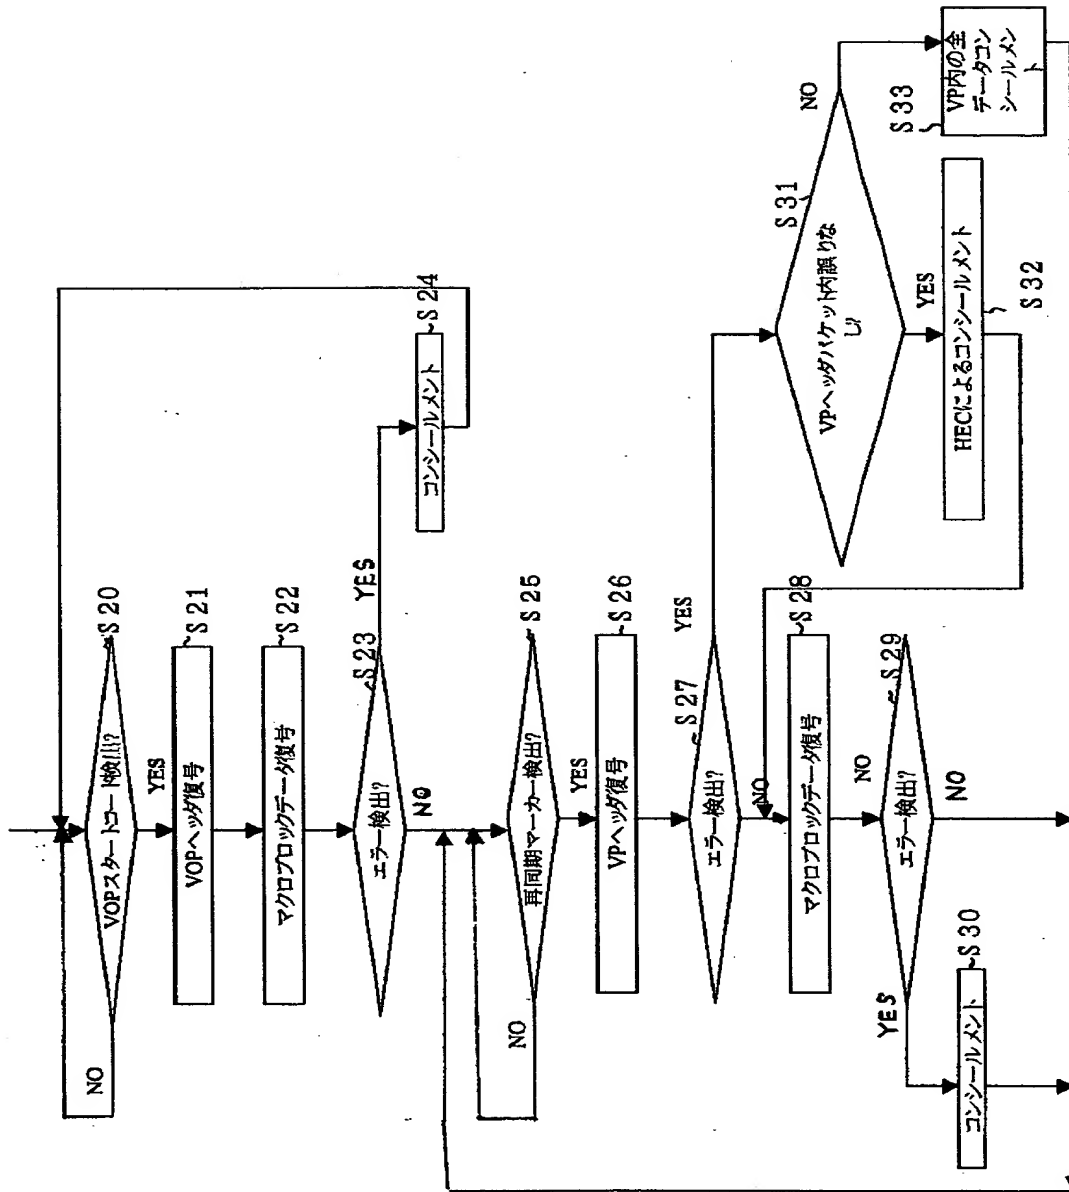 VOPスタートコード検出?
S20
NO
YES
VOPヘッダ復号
S21
マクロブロックデータ復号
S22
エラー検出?
S23
YES
NO
コンシールメント
S24
再同期マーカー検出?
S25
NO
YES
VPヘッダ復号
S26
エラー検出?
S27
YES
NO
マクロブロックデータ復号
S28
NO
エラー検出?
S29
NO
YES
コンシールメント
S30
VPヘッダパケット内誤りな
し?
S31
NO
YES
HECによるコンシールメント
S32
VP内の全
データコン
シールメン
ト
S33